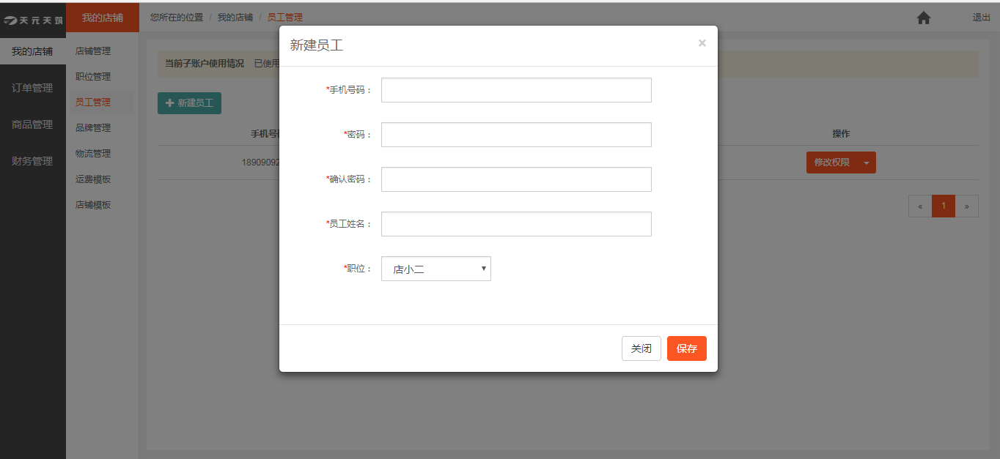 天元天筑
我的店铺
您所在的位置 / 我的店铺 / 员工管理
退出
我的店铺
订单管理
商品管理
财务管理
店铺管理
职位管理
员工管理
品牌管理
物流管理
运费模板
店铺模板
当前子账户使用情况 已使用
新建员工
手机号
操作
18909092
修改权限
« 1 »
新建员工
×
*手机号码：
*密码：
*确认密码：
*员工姓名：
*职位： 店小二
关闭 保存